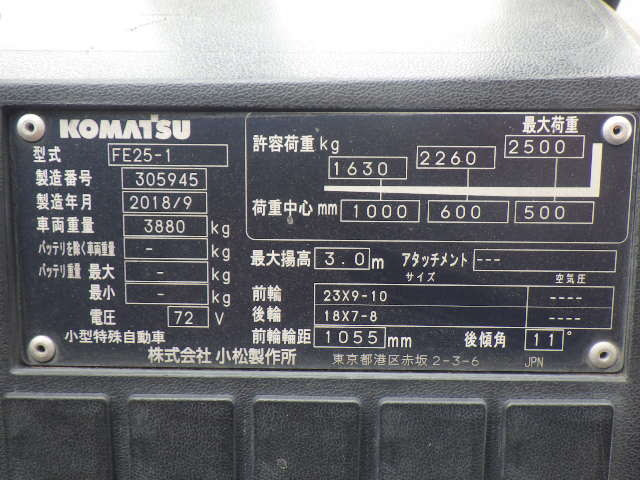 KOMATSU
型式 FE25-1
製造番号 305945
製造年月 2018/9
車両重量 3880 kg
バッテリを除く車両重量 - kg
バッテリ重量 最大 - kg
最小 - kg
電圧 72 V
小型特殊自動車
最大荷重
許容荷重 kg 1630 2260 2500
荷重中心 mm 1000 600 500
最大揚高 3.0 m アタッチメント ---
サイズ 空気圧
前輪 23X9-10 ----
後輪 18X7-8 ----
前輪輪距 1055 mm 後傾角 11°
株式会社 小松製作所 東京都港区赤坂 2-3-6 JPN